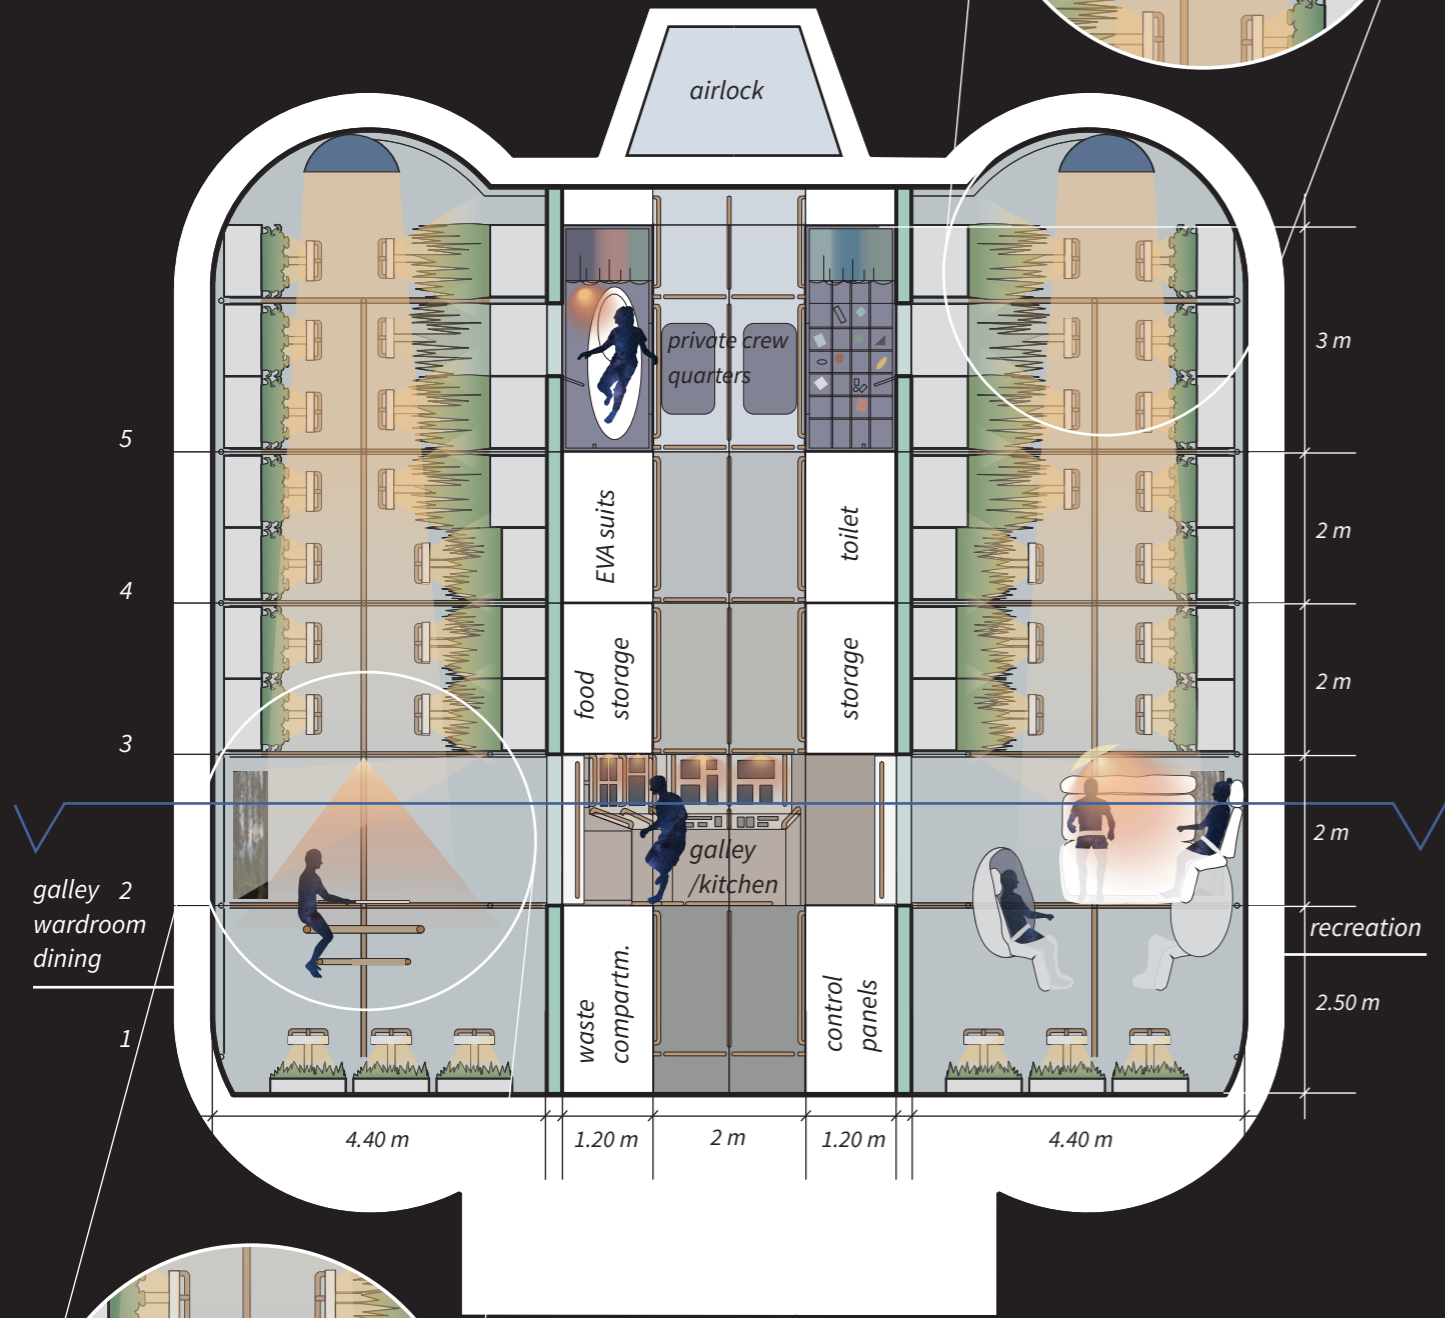 airlock
private crew
quarters
3 m
5
EVA suits
toilet
2 m
4
food
storage
storage
2 m
3
galley
/kitchen
2 m
galley 2
wardroom
dining
recreation
waste
compartm.
control
panels
2.50 m
1
4.40 m
1.20 m
2 m
1.20 m
4.40 m